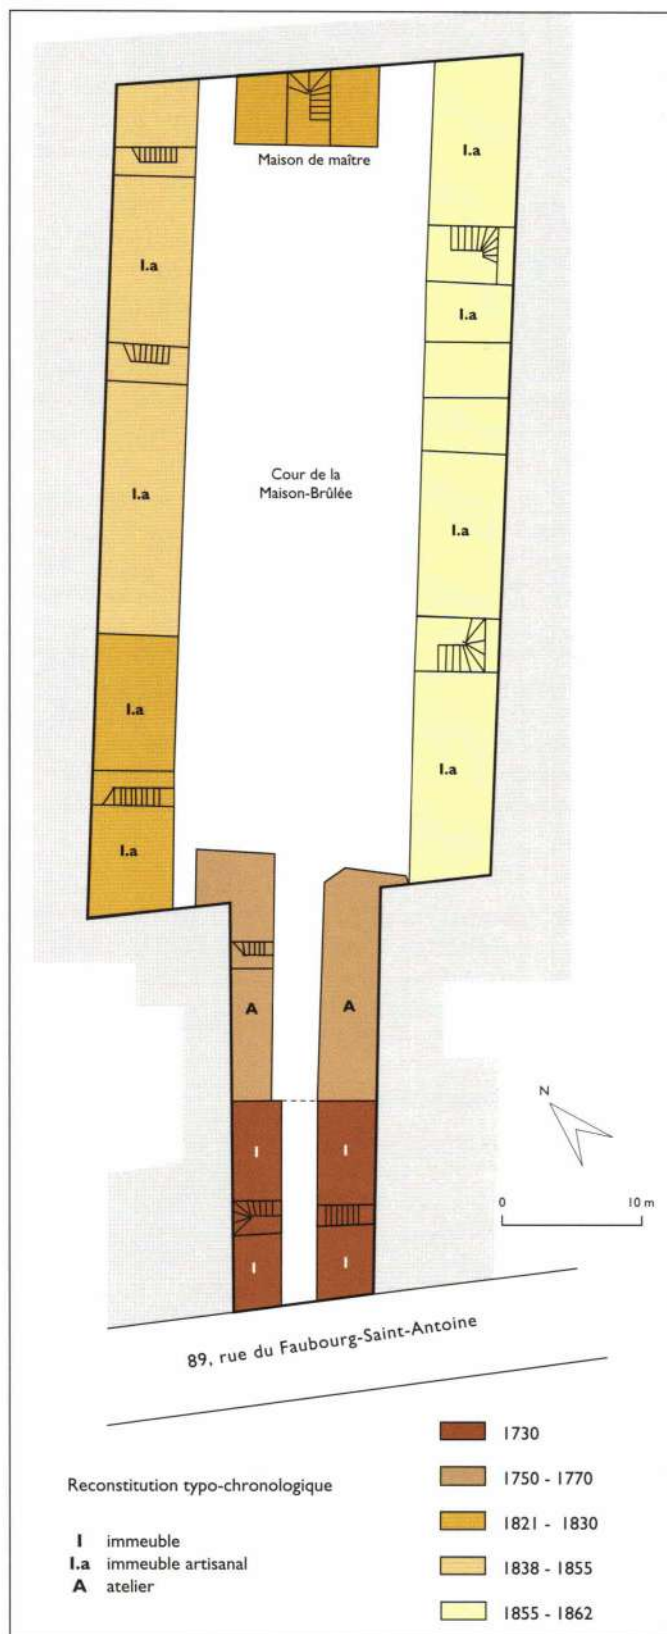 Maison de maître
I.a
I.a
I.a
Cour de la
Maison-Brûlée
I.a
I.a
I.a
I.a
I.a
A
A
N
I
I
0
10 m
I
I
89, rue du Faubourg-Saint-Antoine
Reconstitution typo-chronologique
I immeuble
I.a immeuble artisanal
A atelier
1730
1750 - 1770
1821 - 1830
1838 - 1855
1855 - 1862